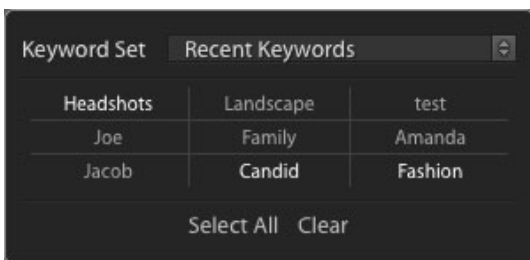 Keyword Set Recent Keywords
Headshots Landscape test
Joe Family Amanda
Jacob Candid Fashion
Select All Clear